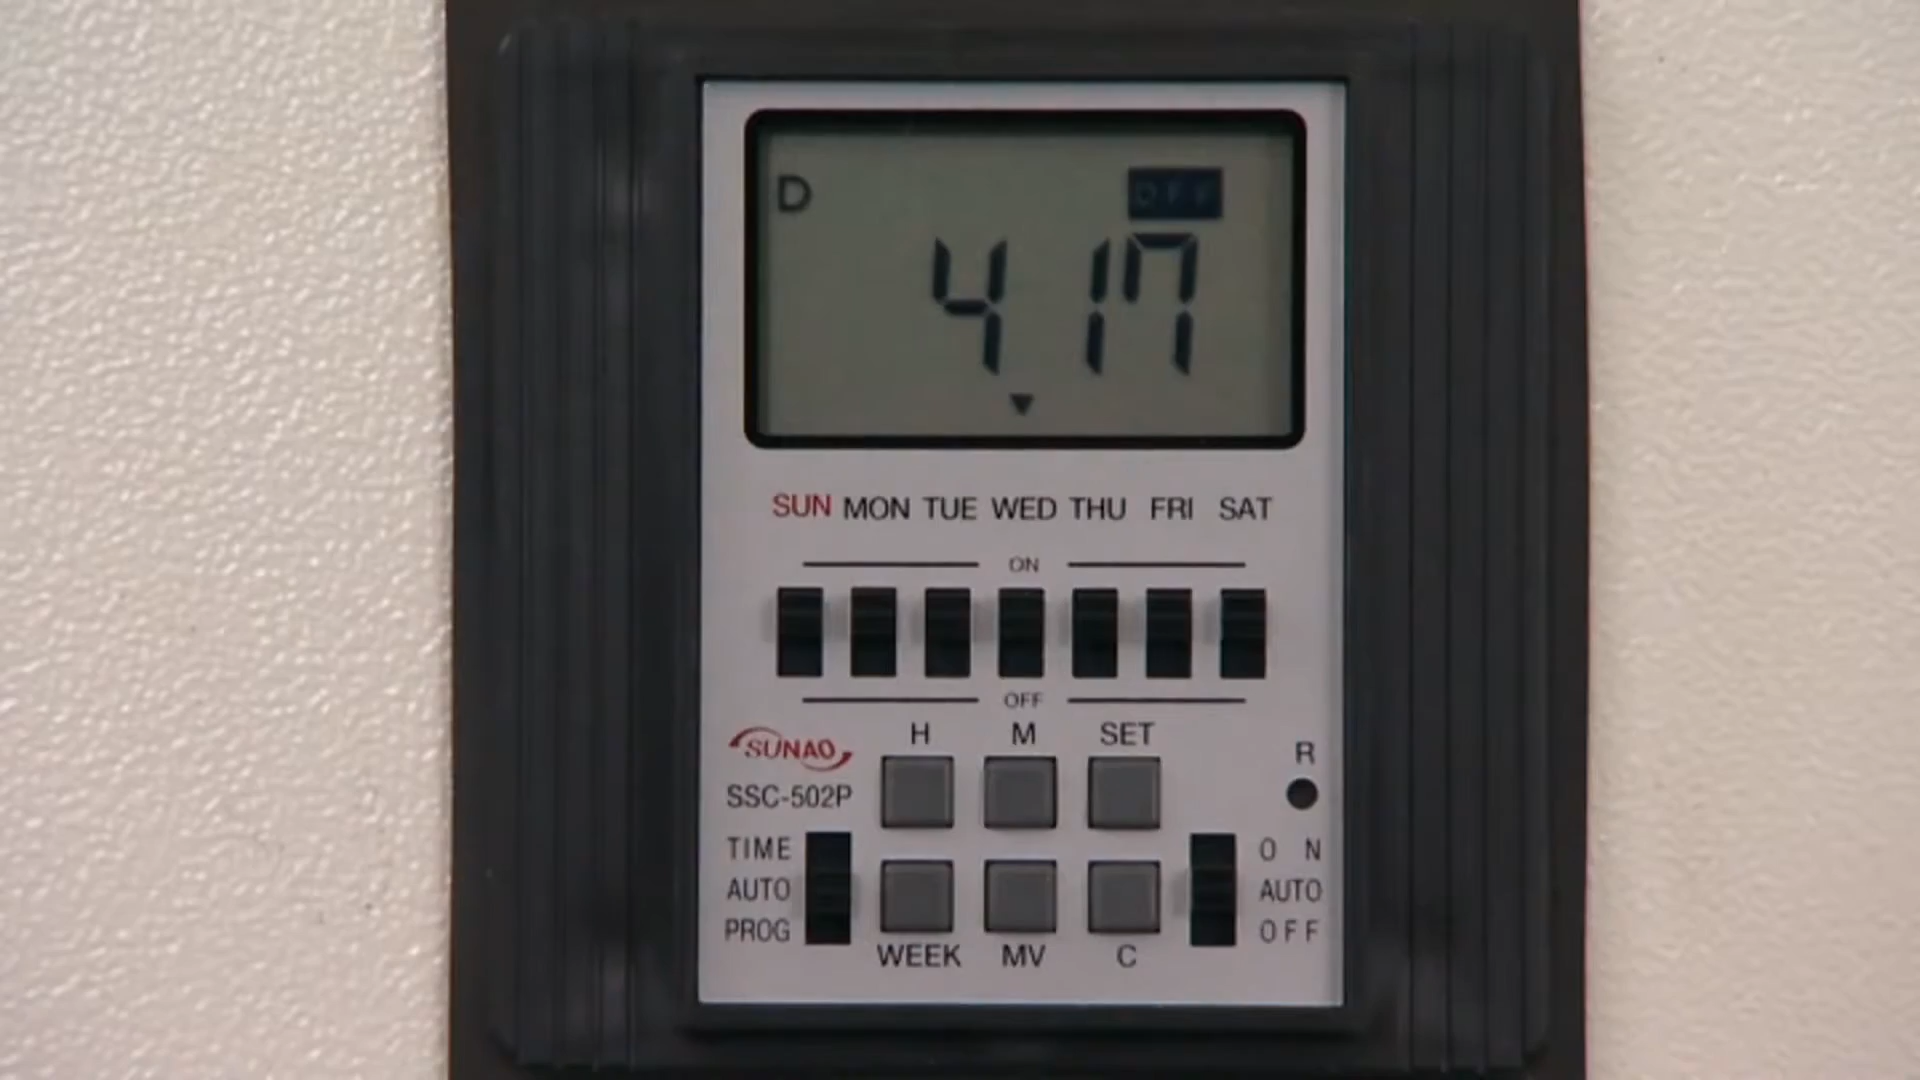 D OFF
4 17
SUN MON TUE WED THU FRI SAT
ON
OFF
H M SET
SUNAO
R
SSC-502P
TIME
AUTO
PROG
O N
AUTO
OFF
WEEK MV C